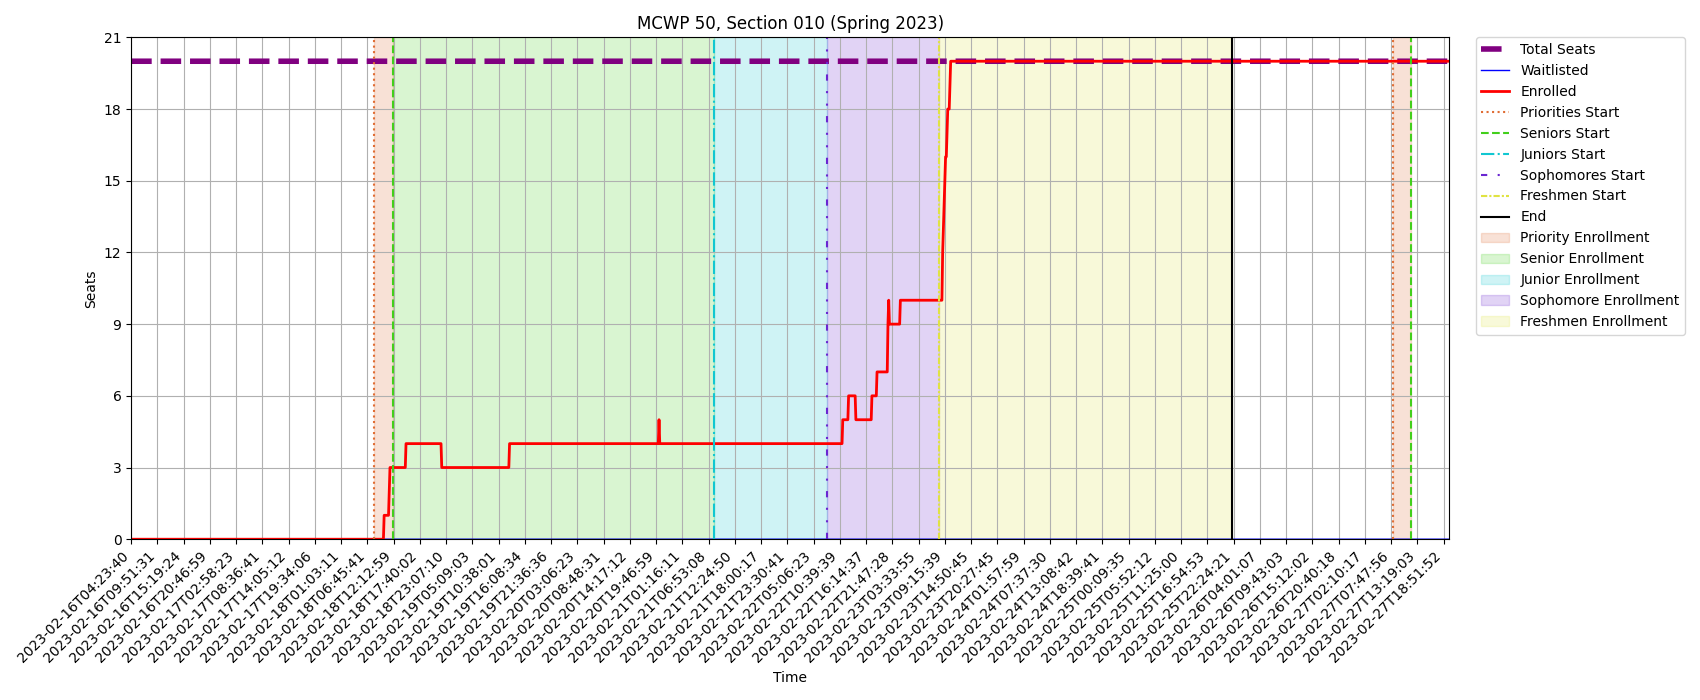 MCWP 50, Section 010 (Spring 2023)
21
18
15
12
9
6
3
0
Seats
2023-02-16T04:23:40
2023-02-16T09:51:31
2023-02-16T15:19:24
2023-02-16T20:46:59
2023-02-17T02:58:23
2023-02-17T08:36:41
2023-02-17T14:05:12
2023-02-17T19:34:06
2023-02-18T01:03:11
2023-02-18T06:45:41
2023-02-18T12:12:59
2023-02-18T17:40:02
2023-02-18T23:07:10
2023-02-19T05:09:03
2023-02-19T10:38:01
2023-02-19T16:08:34
2023-02-19T21:36:36
2023-02-20T03:06:23
2023-02-20T08:48:31
2023-02-20T14:17:12
2023-02-20T19:46:59
2023-02-21T01:16:11
2023-02-21T06:53:08
2023-02-21T12:24:50
2023-02-21T18:00:17
2023-02-21T23:30:41
2023-02-22T05:06:23
2023-02-22T10:39:39
2023-02-22T16:14:37
2023-02-22T21:47:28
2023-02-23T03:33:55
2023-02-23T09:15:39
2023-02-23T14:50:45
2023-02-23T20:27:45
2023-02-24T01:57:59
2023-02-24T07:37:30
2023-02-24T13:08:42
2023-02-24T18:39:41
2023-02-25T00:09:35
2023-02-25T05:52:12
2023-02-25T11:25:00
2023-02-25T16:54:53
2023-02-25T22:24:21
2023-02-26T04:01:07
2023-02-26T09:43:03
2023-02-26T15:12:02
2023-02-26T20:40:18
2023-02-27T02:10:17
2023-02-27T07:47:56
2023-02-27T13:19:03
2023-02-27T18:51:52
Time
Total Seats
Waitlisted
Enrolled
Priorities Start
Seniors Start
Juniors Start
Sophomores Start
Freshmen Start
End
Priority Enrollment
Senior Enrollment
Junior Enrollment
Sophomore Enrollment
Freshmen Enrollment